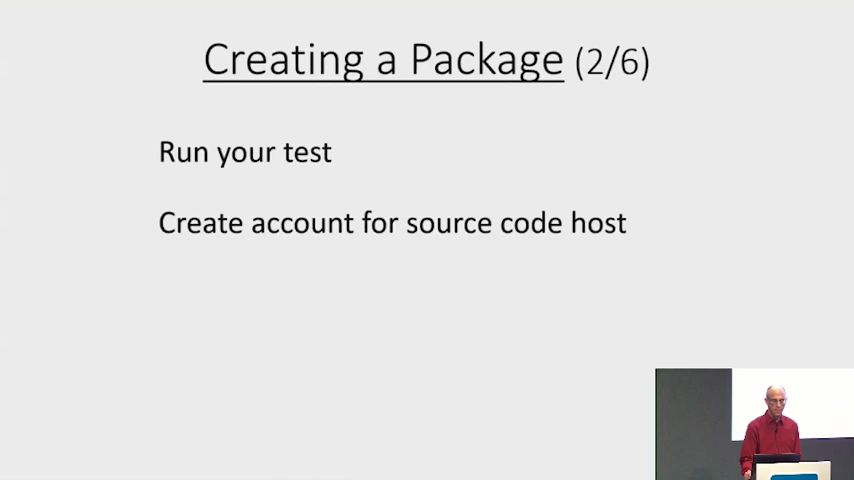 Creating a Package (2/6)
Run your test
Create account for source code host